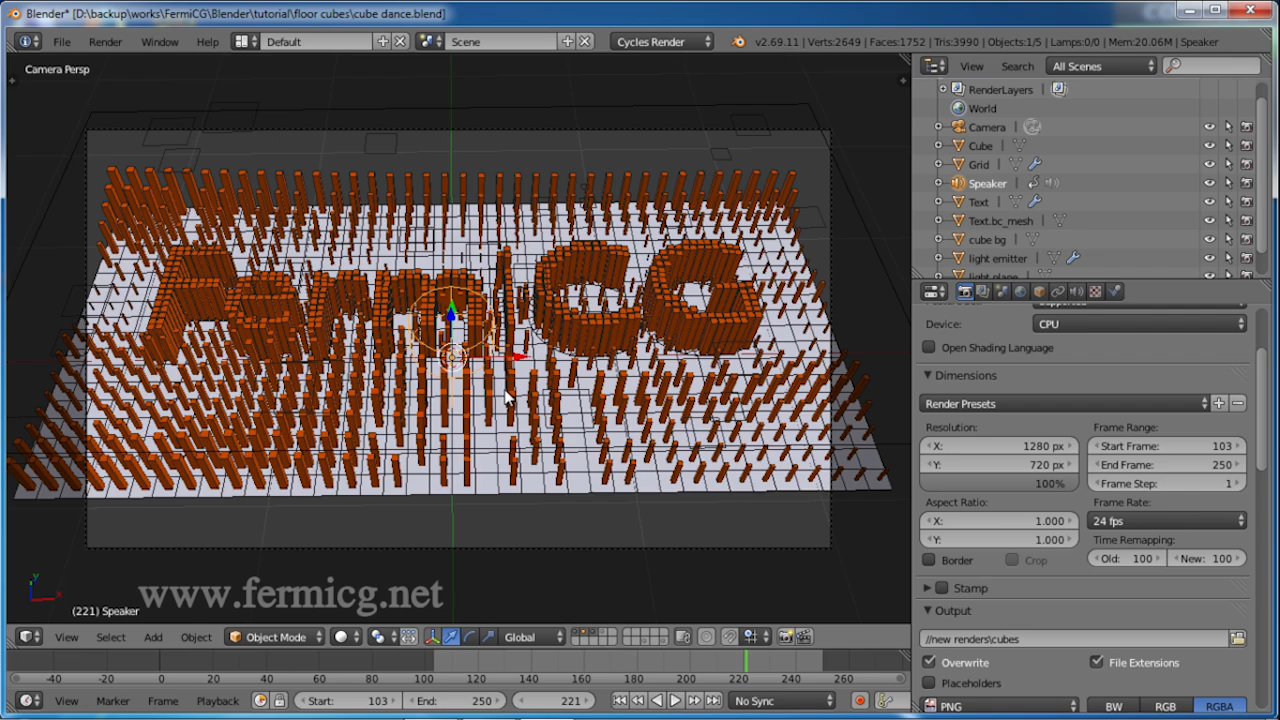 Blender* [D:\backup\works\FermiCG\Blender\tutorial\floor cubes\cube dance.blend]
File Render Window Help Default Scene Cycles Render v2.69.11 | Verts:2649 | Faces:1752 | Tris:3990 | Objects:1/5 | Lamps:0/0 | Mem:20.06M | Speaker
Camera Persp
View Search All Scenes
RenderLayers
World
Camera
Cube
Grid
Speaker
Text
Text.bc_mesh
cube bg
light emitter
light plane
Device: CPU
Open Shading Language
Dimensions
Render Presets
Resolution: Frame Range:
X: 1280 px Start Frame: 103
Y: 720 px End Frame: 250
100% Frame Step: 1
Aspect Ratio: Frame Rate:
X: 1.000 24 fps
Y: 1.000 Time Remapping:
Border Crop Old: 100 New: 100
Stamp
Output
//new renders\cubes
Overwrite File Extensions
Placeholders
PNG BW RGB RGBA
FermiCG
www.fermicg.net
(221) Speaker
View Select Add Object Object Mode Global
-40 -20 0 20 40 60 80 100 120 140 160 180 200 220 240 260
View Marker Frame Playback Start: 103 End: 250 221 No Sync